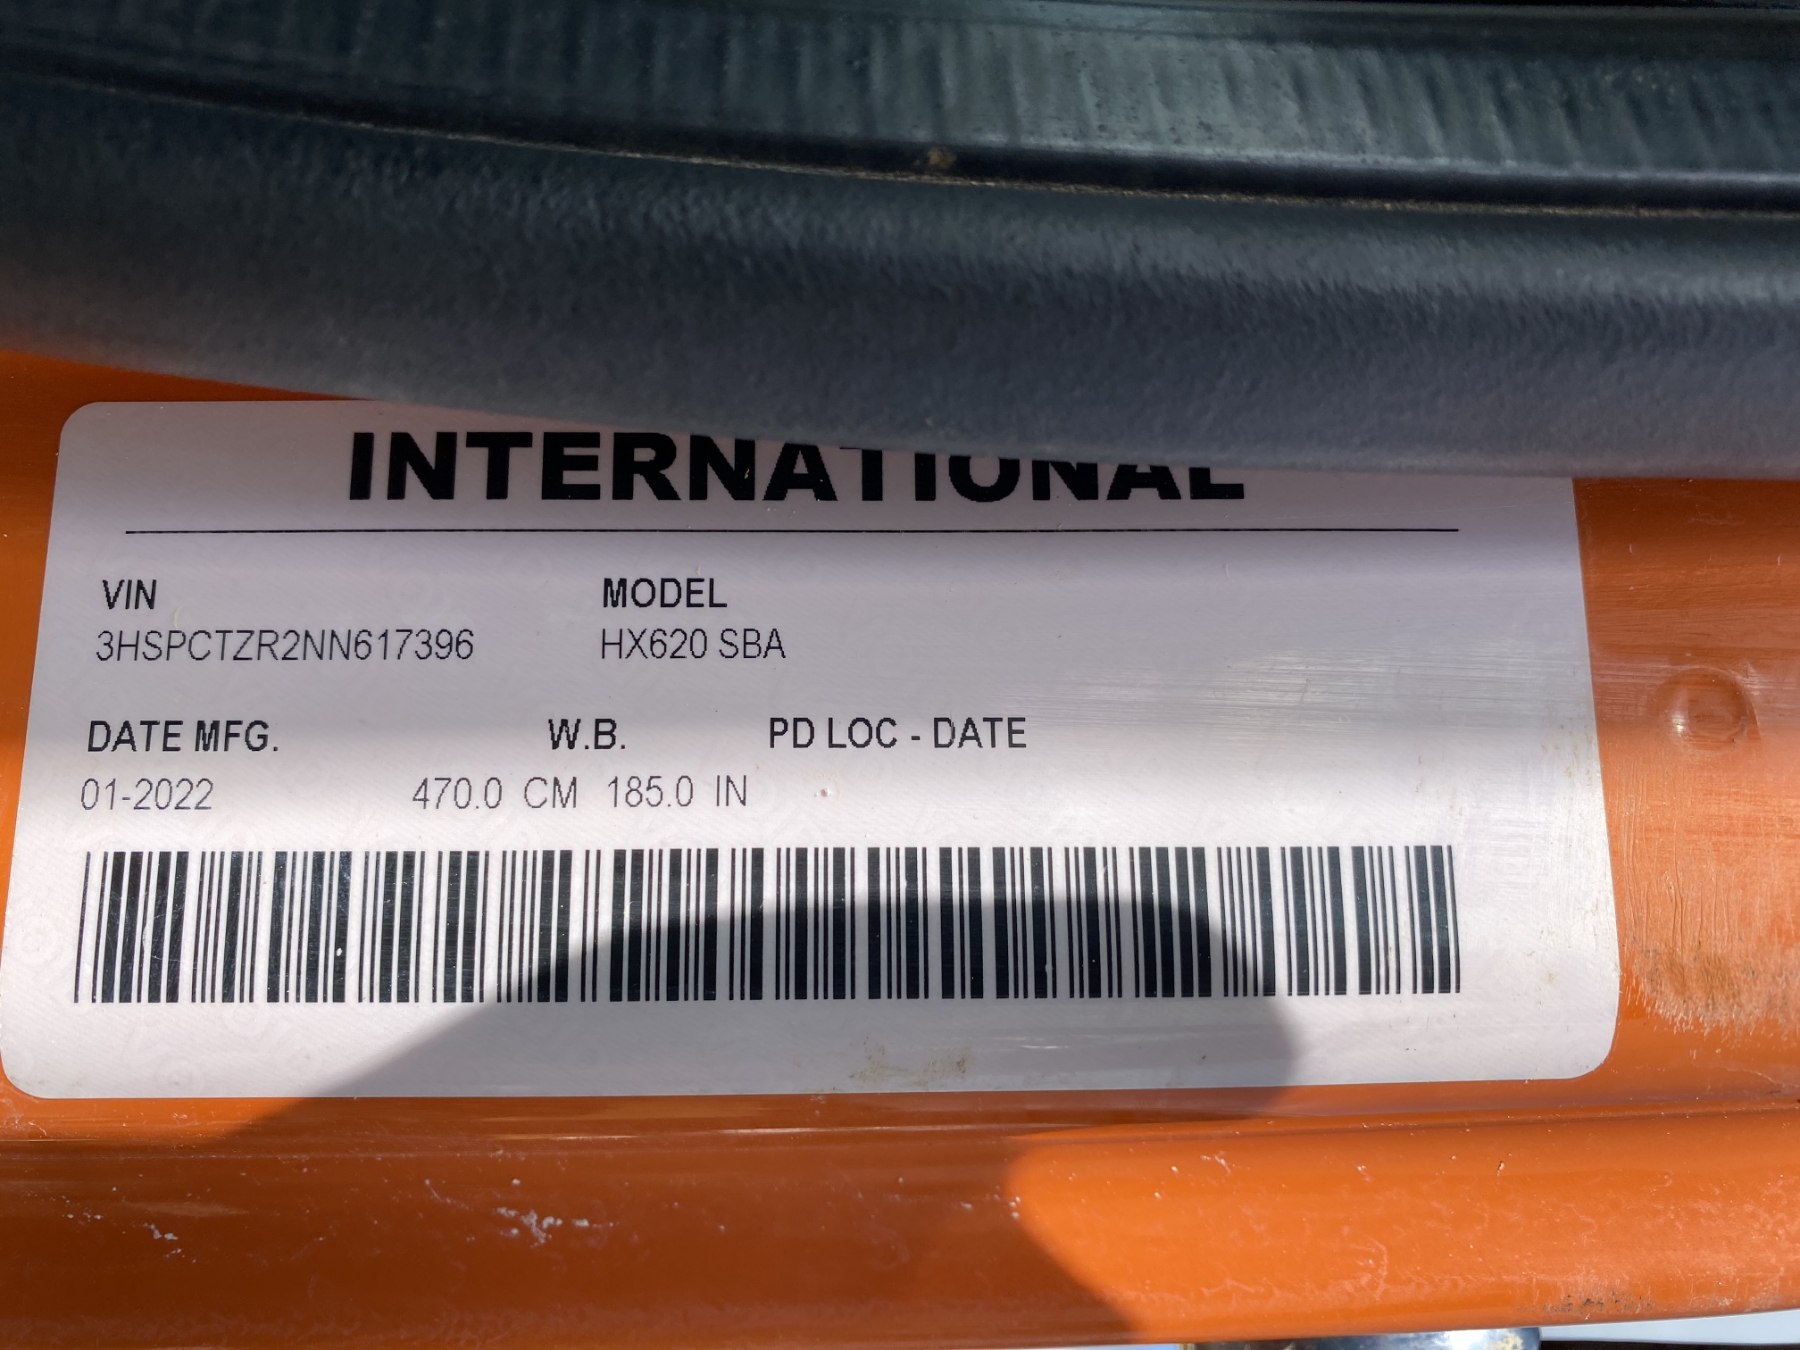 INTERNATIONAL
VIN MODEL
3HSPCTZR2NN617396 HX620 SBA
DATE MFG. W.B. PD LOC - DATE
01-2022 470.0 CM 185.0 IN